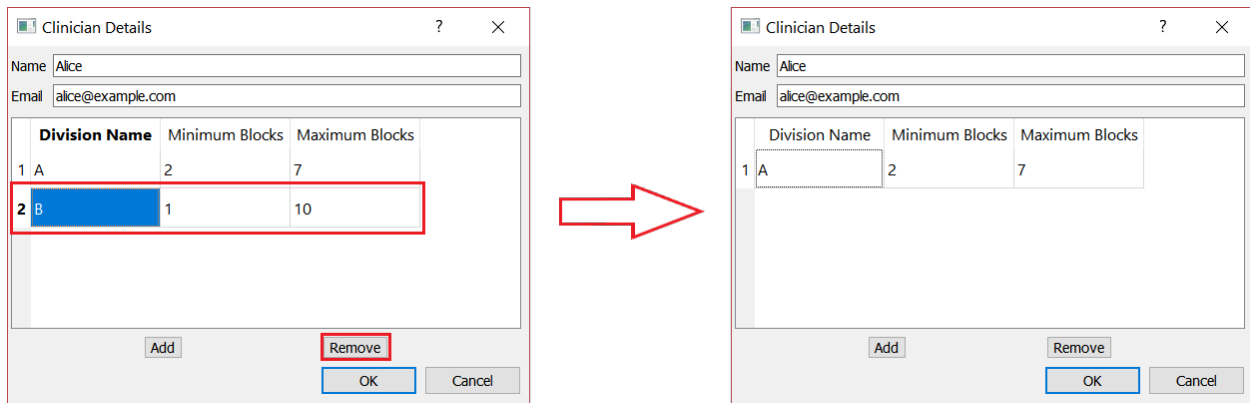 Clinician Details ? ×
Name Alice
Email alice@example.com
Division Name Minimum Blocks Maximum Blocks
1 A 2 7
2 B 1 10
Add Remove
OK Cancel
Clinician Details ? ×
Name Alice
Email alice@example.com
Division Name Minimum Blocks Maximum Blocks
1 A 2 7
Add Remove
OK Cancel